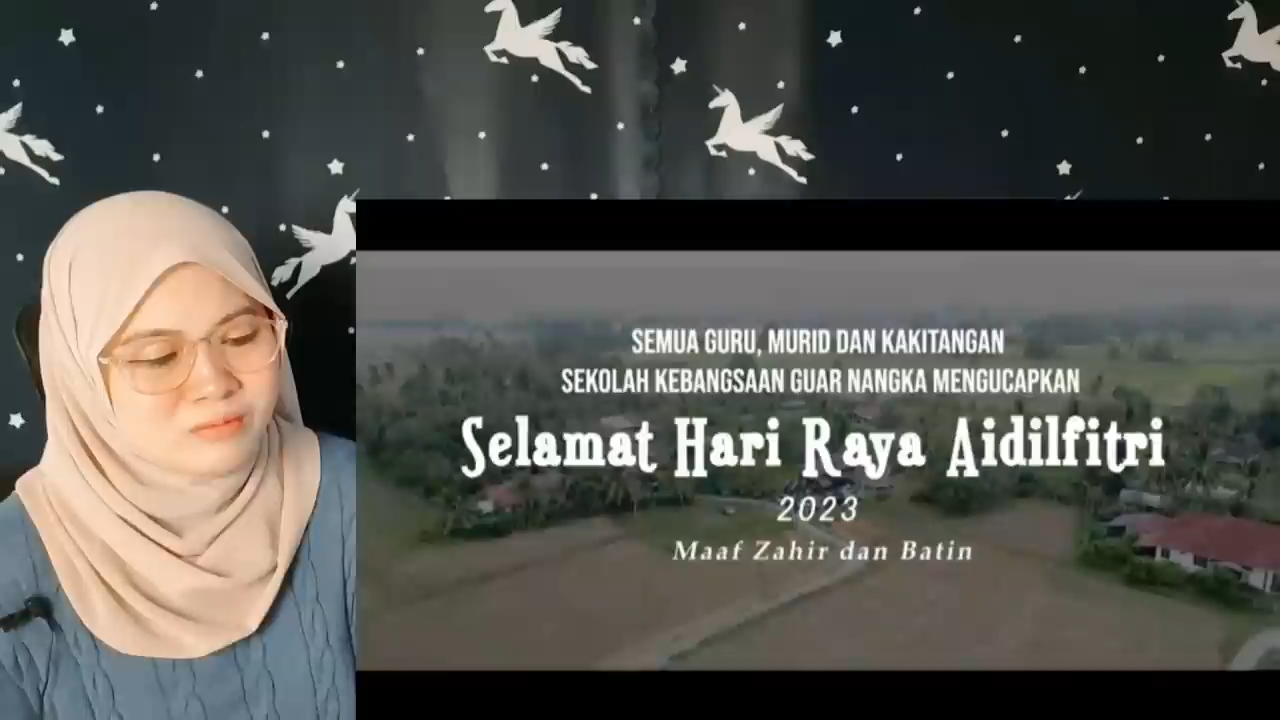 SEMUA GURU, MURID DAN KAKITANGAN
SEKOLAH KEBANGSAAN GUAR NANGKA MENGUCAPKAN
Selamat Hari Raya Aidilfitri
2023
Maaf Zahir dan Batin